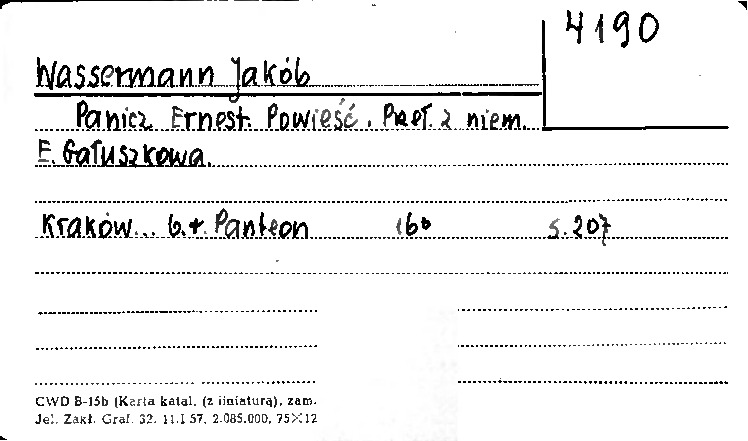 4190
Wassermann Jakób
Panicz Ernest. Powieść. Przeł. z niem.
E. Gałuszkowa.
Kraków... b.r. Panteon 16° s. 207
CWD B-15b (Karta katal. (z liniaturą), zam.
Jel. Zakł. Graf. 32. 11.I 57. 2.085.000, 75×12